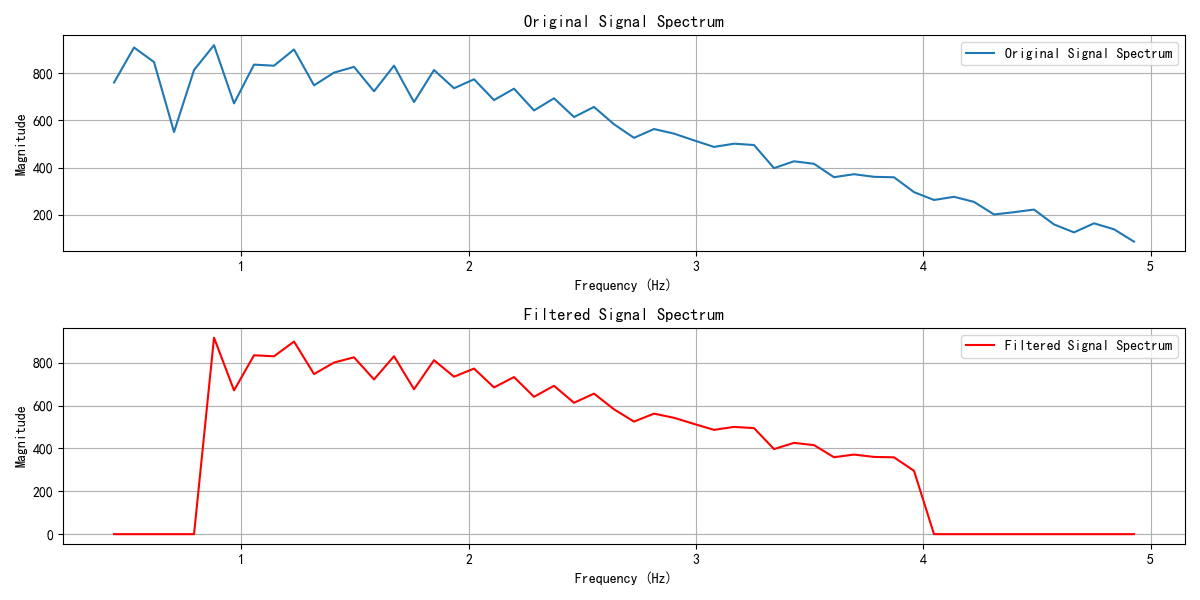 Original Signal Spectrum
Original Signal Spectrum
Magnitude
800
600
400
200
1 2 3 4 5
Frequency (Hz)
Filtered Signal Spectrum
Filtered Signal Spectrum
Magnitude
800
600
400
200
0
1 2 3 4 5
Frequency (Hz)